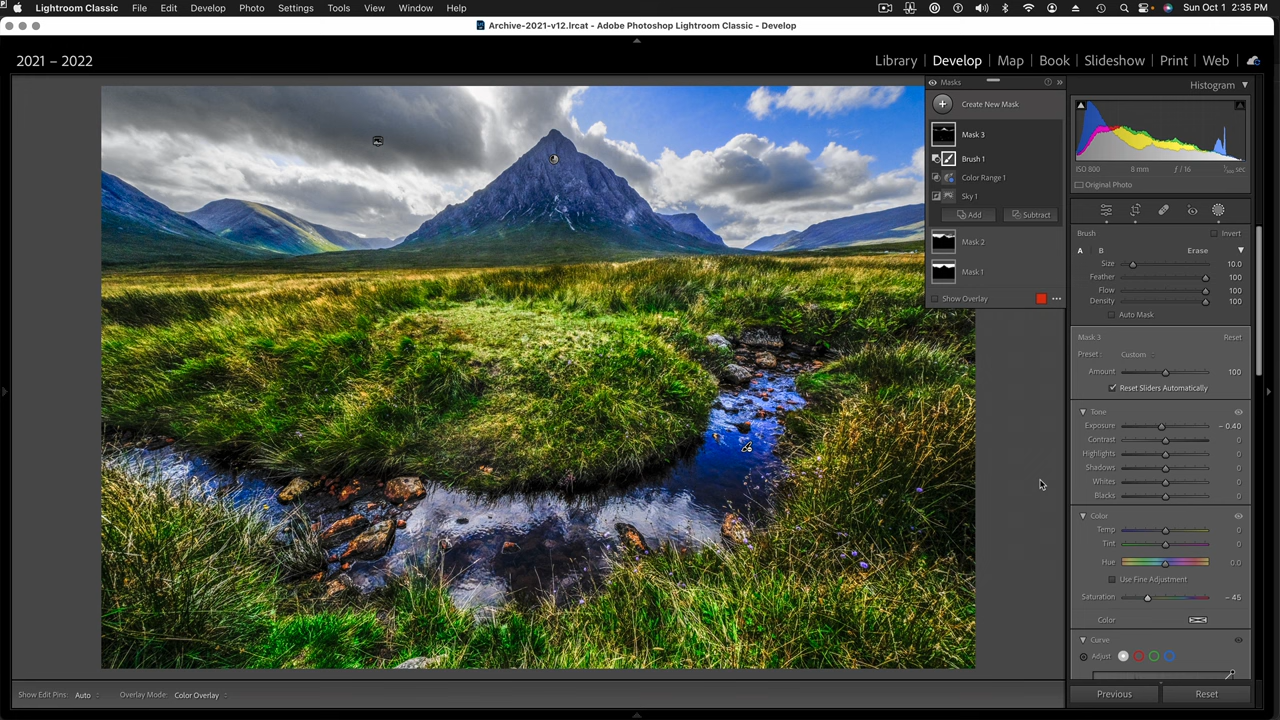 Lightroom Classic File Edit Develop Photo Settings Tools View Window Help Sun Oct 1 2:35 PM
Archive-2021-v12.lrcat - Adobe Photoshop Lightroom Classic - Develop
2021 – 2022 Library Develop Map Book Slideshow Print Web
Masks
Create New Mask
Mask 3
Brush 1
Color Range 1
Sky 1
Add Subtract
Mask 2
Mask 1
Show Overlay
Histogram
ISO 800 8 mm f / 16 sec
Original Photo
Brush Invert
A B Erase
Size 10.0
Feather 100
Flow 100
Density 100
Auto Mask
Mask 3 Reset
Preset : Custom
Amount 100
Reset Sliders Automatically
Tone
Exposure – 0.40
Contrast 0
Highlights 0
Shadows 0
Whites 0
Blacks 0
Color
Temp 0
Tint 0
Hue 0.0
Use Fine Adjustment
Saturation – 45
Color
Curve
Adjust
Show Edit Pins: Auto Overlay Mode: Color Overlay
Previous Reset